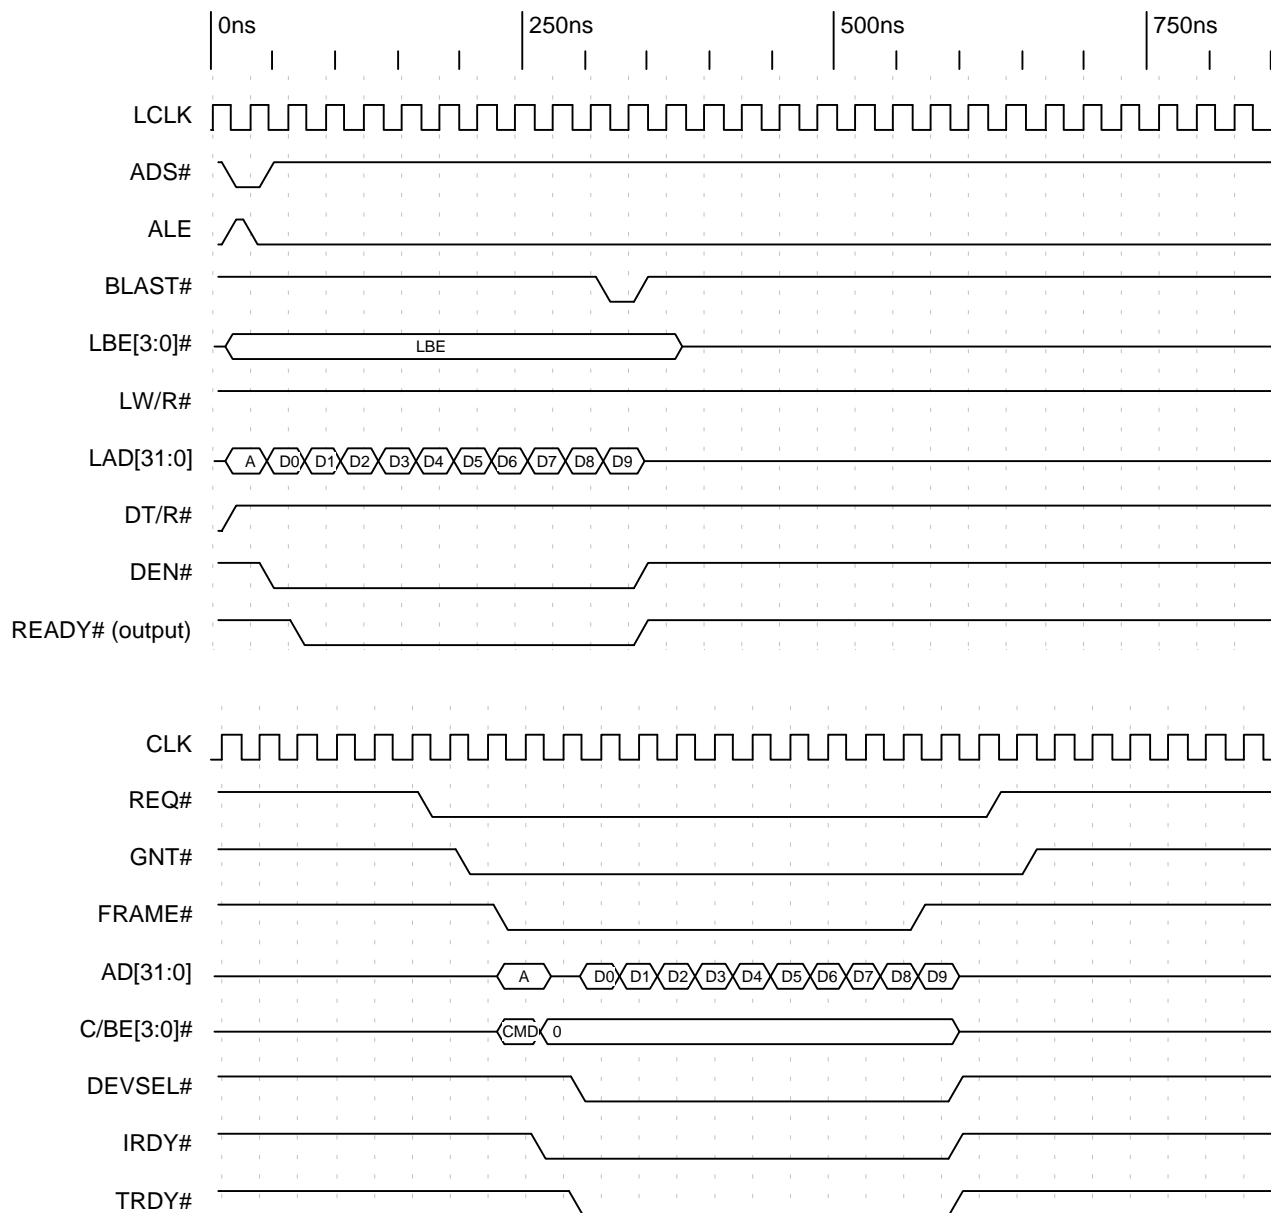 0ns 250ns 500ns 750ns
LCLK
ADS#
ALE
BLAST#
LBE[3:0]# LBE
LW/R#
LAD[31:0] A D0 D1 D2 D3 D4 D5 D6 D7 D8 D9
DT/R#
DEN#
READY# (output)
CLK
REQ#
GNT#
FRAME#
AD[31:0] A D0 D1 D2 D3 D4 D5 D6 D7 D8 D9
C/BE[3:0]# CMD 0
DEVSEL#
IRDY#
TRDY#